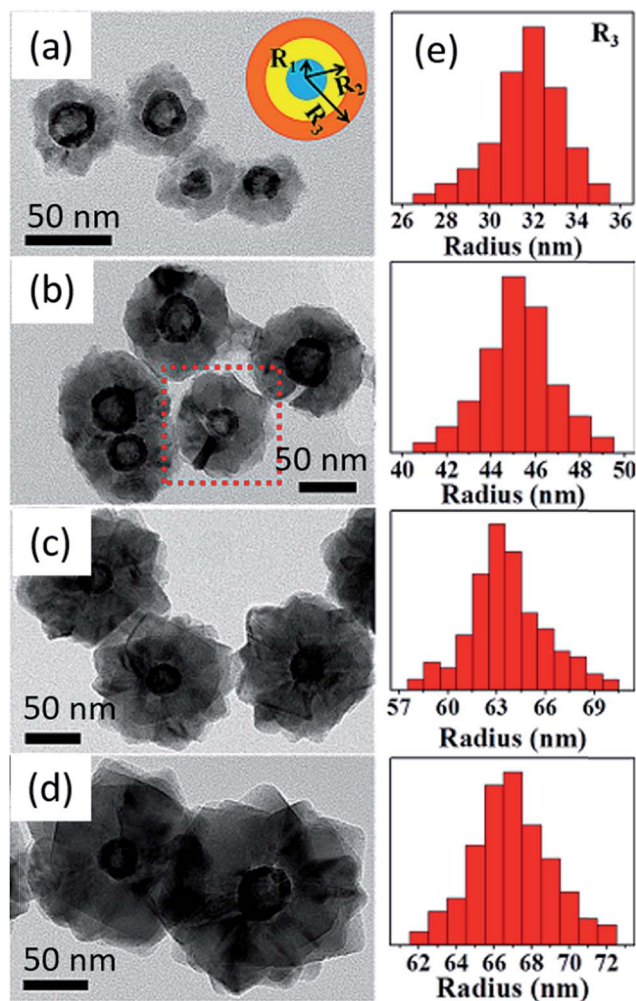 (a)
R1
R2
R3
50 nm
(e)
R3
26 28 30 32 34 36
Radius (nm)
(b)
50 nm
40 42 44 46 48 50
Radius (nm)
(c)
50 nm
57 60 63 66 69
Radius (nm)
(d)
50 nm
62 64 66 68 70 72
Radius (nm)